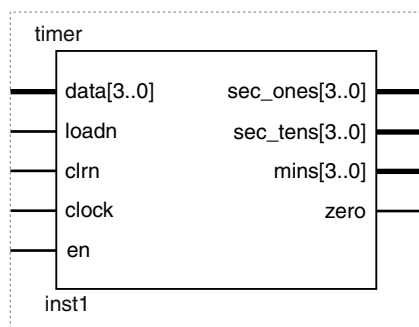 timer
data[3..0] sec_ones[3..0]
loadn sec_tens[3..0]
clrn mins[3..0]
clock zero
en
inst1